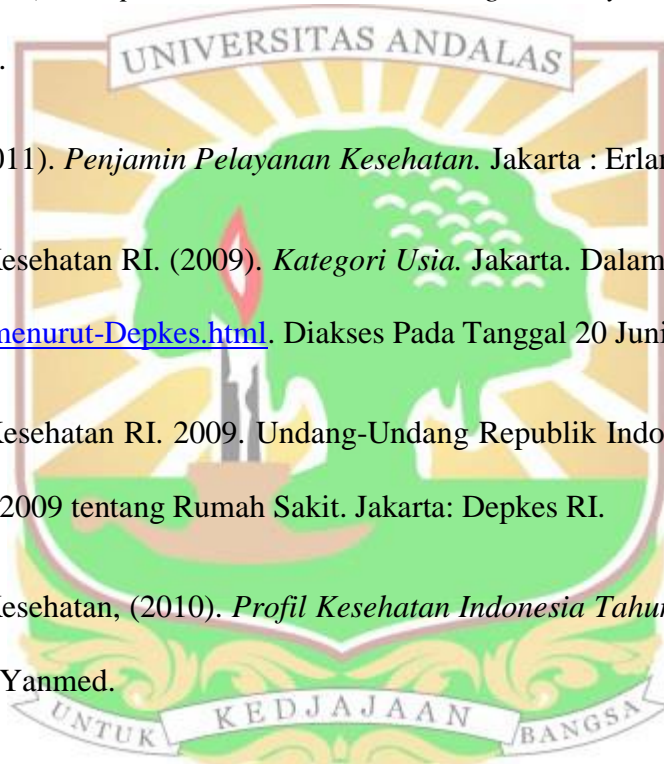 .
UNIVERSITAS ANDALAS
011). Penjamin Pelayanan Kesehatan. Jakarta : Erlan
Kesehatan RI. (2009). Kategori Usia. Jakarta. Dalam
menurut-Depkes.html. Diakses Pada Tanggal 20 Juni
Kesehatan RI. 2009. Undang-Undang Republik Indo
2009 tentang Rumah Sakit. Jakarta: Depkes RI.
Kesehatan, (2010). Profil Kesehatan Indonesia Tahun
Yanmed.
UNTUK KEDJAJAAN BANGSA